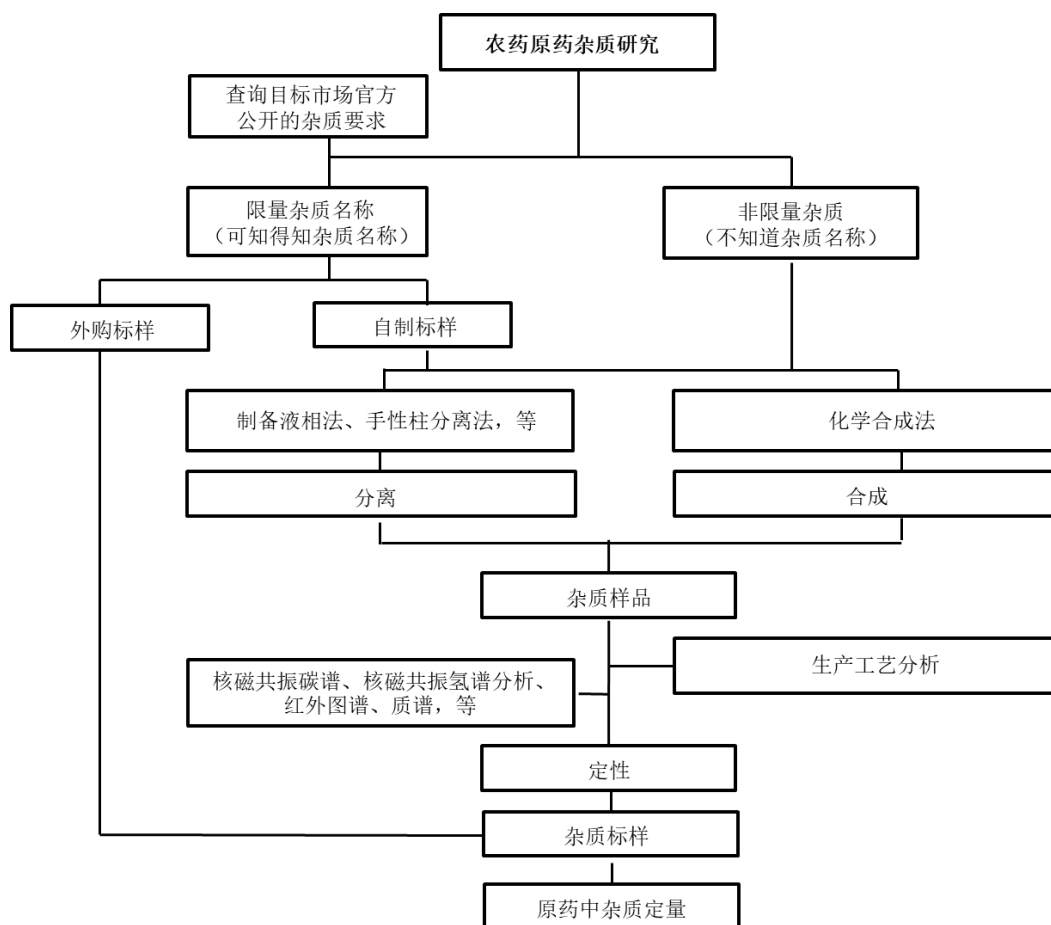 农药原药杂质研究
查询目标市场官方
公开的杂质要求
限量杂质名称
（可知得知杂质名称）
非限量杂质
（不知道杂质名称）
外购标样
自制标样
制备液相法、手性柱分离法，等
化学合成法
分离
合成
杂质样品
生产工艺分析
核磁共振碳谱、核磁共振氢谱分析、
红外图谱、质谱，等
定性
杂质标样
原药中杂质定量